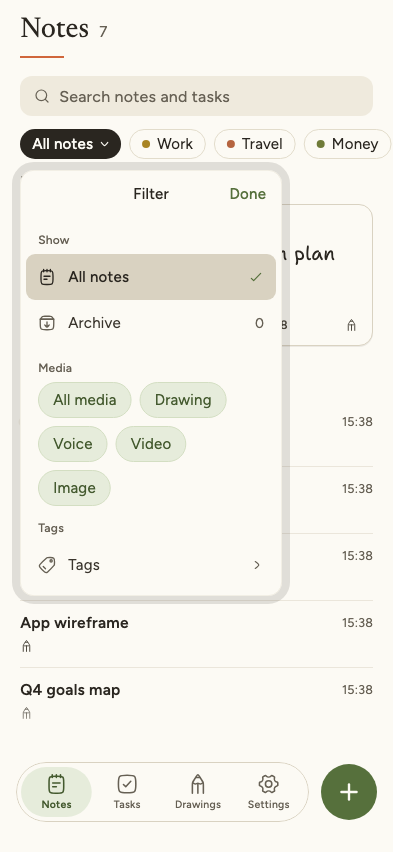 Notes 7
Search notes and tasks
All notes Work Travel Money
Filter Done
Show
All notes
plan
Archive 0
8
Media
All media Drawing
15:38
Voice Video
Image
15:38
Tags
Tags
15:38
App wireframe 15:38
Q4 goals map 15:38
Notes Tasks Drawings Settings